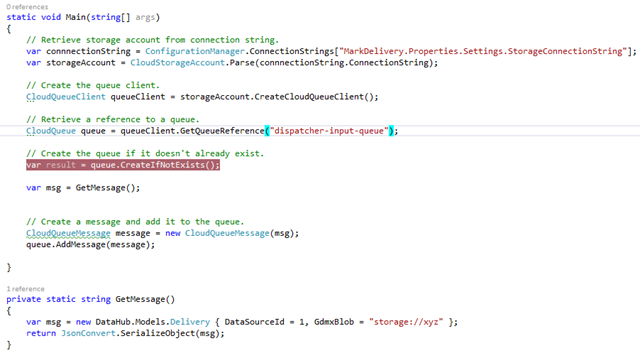 0 references
static void Main(string[] args)
{
// Retrieve storage account from connection string.
var connnectionString = ConfigurationManager.ConnectionStrings["MarkDelivery.Properties.Settings.StorageConnectionString"];
var storageAccount = CloudStorageAccount.Parse(connnectionString.ConnectionString);
// Create the queue client.
CloudQueueClient queueClient = storageAccount.CreateCloudQueueClient();
// Retrieve a reference to a queue.
CloudQueue queue = queueClient.GetQueueReference("dispatcher-input-queue");
// Create the queue if it doesn't already exist.
var result = queue.CreateIfNotExists();
var msg = GetMessage();
// Create a message and add it to the queue.
CloudQueueMessage message = new CloudQueueMessage(msg);
queue.AddMessage(message);
}
1 reference
private static string GetMessage()
{
var msg = new DataHub.Models.Delivery { DataSourceId = 1, GdmxBlob = "storage://xyz" };
return JsonConvert.SerializeObject(msg);
}